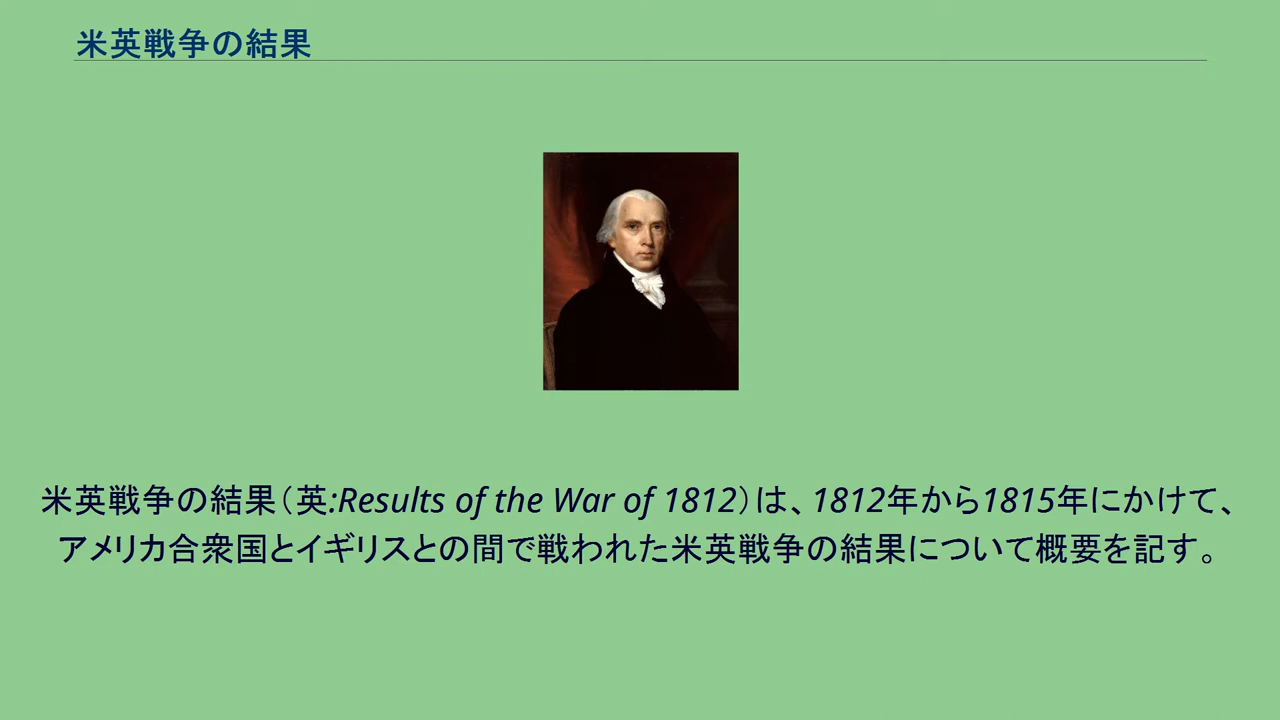 米英戦争の結果
米英戦争の結果（英:Results of the War of 1812）は、1812年から1815年にかけて、
アメリカ合衆国とイギリスとの間で戦われた米英戦争の結果について概要を記す。